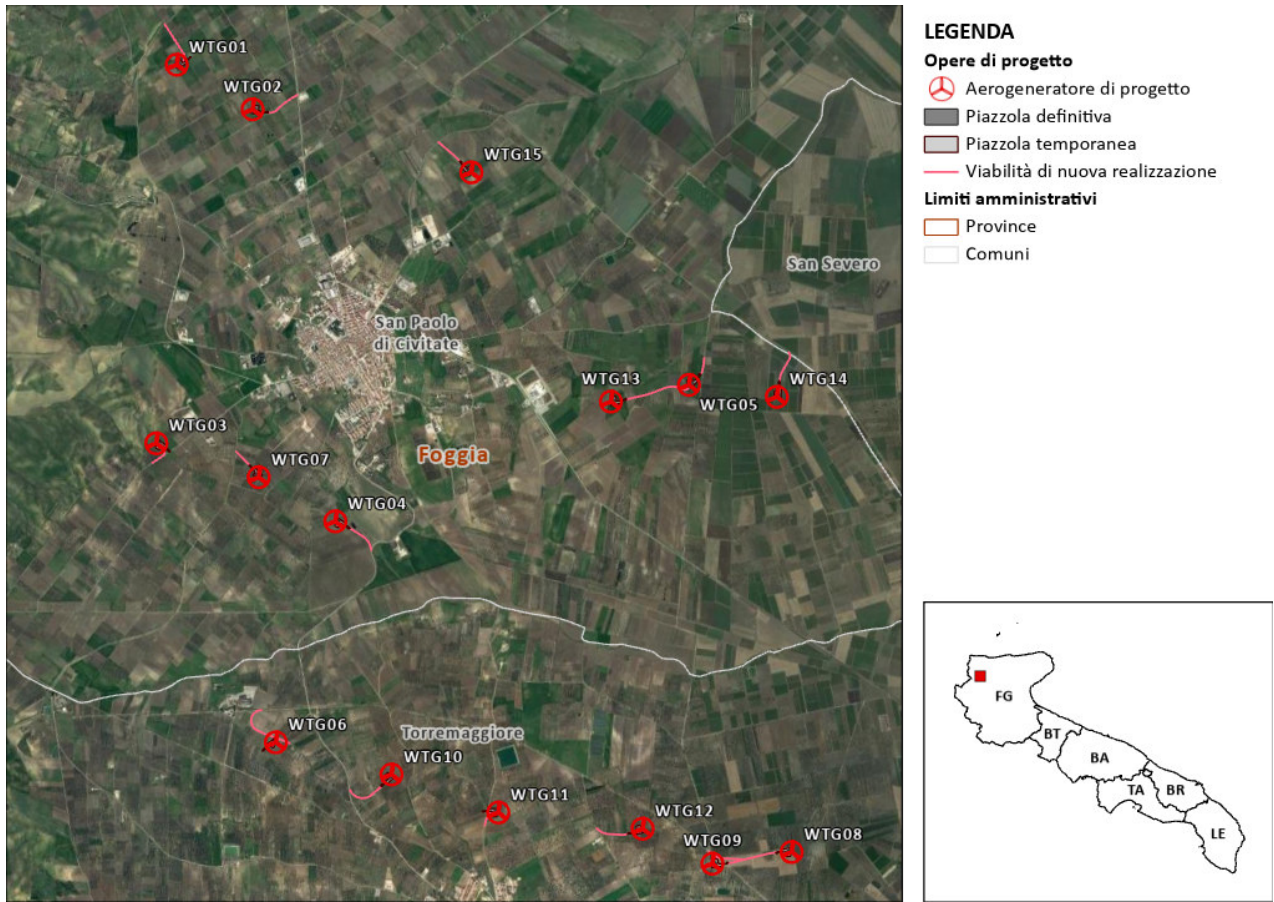 WTG01
WTG02
WTG15
San Severo
San Paolo
di Civitate
WTG13
WTG05
WTG14
WTG03
Foggia
WTG07
WTG04
WTG06
Torremaggiore
WTG10
WTG11
WTG12
WTG09
WTG08
LEGENDA
Opere di progetto
Aerogeneratore di progetto
Piazzola definitiva
Piazzola temporanea
Viabilità di nuova realizzazione
Limiti amministrativi
Province
Comuni
FG
BT
BA
TA
BR
LE